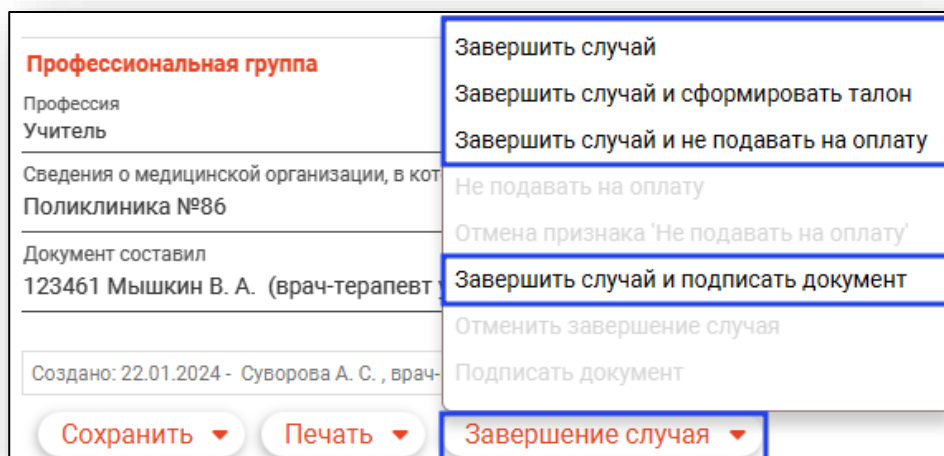 Профессиональная группа
Профессия
Учитель
Сведения о медицинской организации, в кот
Поликлиника №86
Документ составил
123461 Мышкин В. А. (врач-терапевт
Создано: 22.01.2024 - Суворова А. С. , врач-
Сохранить
Печать
Завершение случая
Завершить случай
Завершить случай и сформировать талон
Завершить случай и не подавать на оплату
Не подавать на оплату
Отмена признака 'Не подавать на оплату'
Завершить случай и подписать документ
Отменить завершение случая
Подписать документ